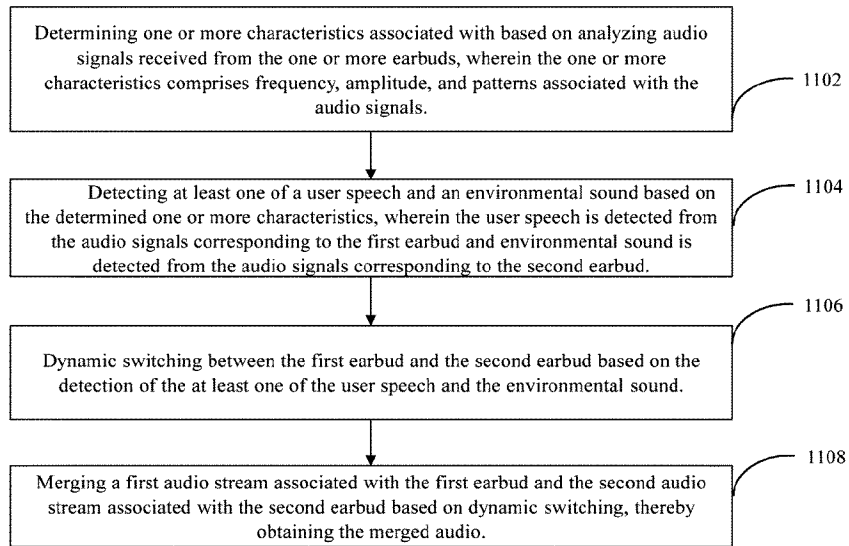 Determining one or more characteristics associated with based on analyzing audio
signals received from the one or more earbuds, wherein the one or more
characteristics comprises frequency, amplitude, and patterns associated with the
audio signals.
1102
Detecting at least one of a user speech and an environmental sound based on
the determined one or more characteristics, wherein the user speech is detected from
the audio signals corresponding to the first earbud and environmental sound is
detected from the audio signals corresponding to the second earbud.
1104
Dynamic switching between the first earbud and the second earbud based on the
detection of the at least one of the user speech and the environmental sound.
1106
Merging a first audio stream associated with the first earbud and the second audio
stream associated with the second earbud based on dynamic switching, thereby
obtaining the merged audio.
1108